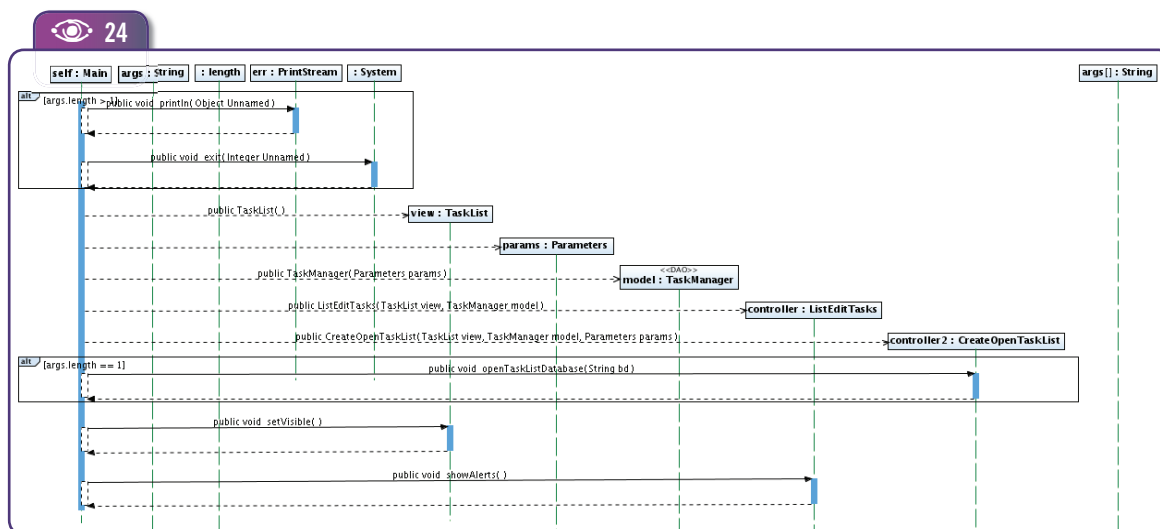 24
self : Main args : String : length err : PrintStream : System args[] : String
alt [args.length > 1] public void println( Object Unnamed )
public void exit( Integer Unnamed )
public TaskList( ) view : TaskList
params : Parameters
<<DAO>>
public TaskManager( Parameters params ) model : TaskManager
public ListEditTasks( TaskList view, TaskManager model ) controller : ListEditTasks
public CreateOpenTaskList( TaskList view, TaskManager model, Parameters params ) controller2 : CreateOpenTaskList
alt [args.length == 1] public void openTaskListDatabase( String bd )
public void setVisible( )
public void showAlerts( )